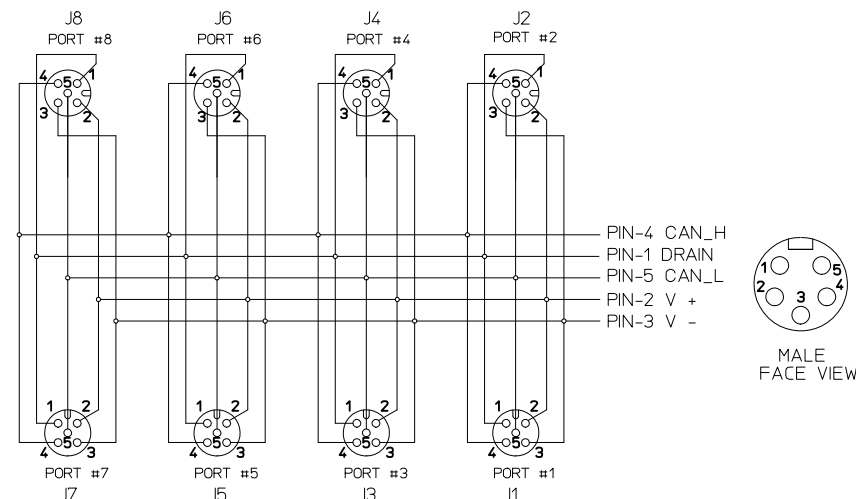 J8 J6 J4 J2
PORT #8 PORT #6 PORT #4 PORT #2
4 5 1 4 5 1 4 5 1 4 5 1
3 2 3 2 3 2 3 2
PIN-4 CAN_H
PIN-1 DRAIN
PIN-5 CAN_L
PIN-2 V +
PIN-3 V -
1 5
2 3 4
MALE
FACE VIEW
1 2 1 2 1 2 1 2
4 5 3 4 5 3 4 5 3 4 5 3
PORT #7 PORT #5 PORT #3 PORT #1
J7 J5 J3 J1